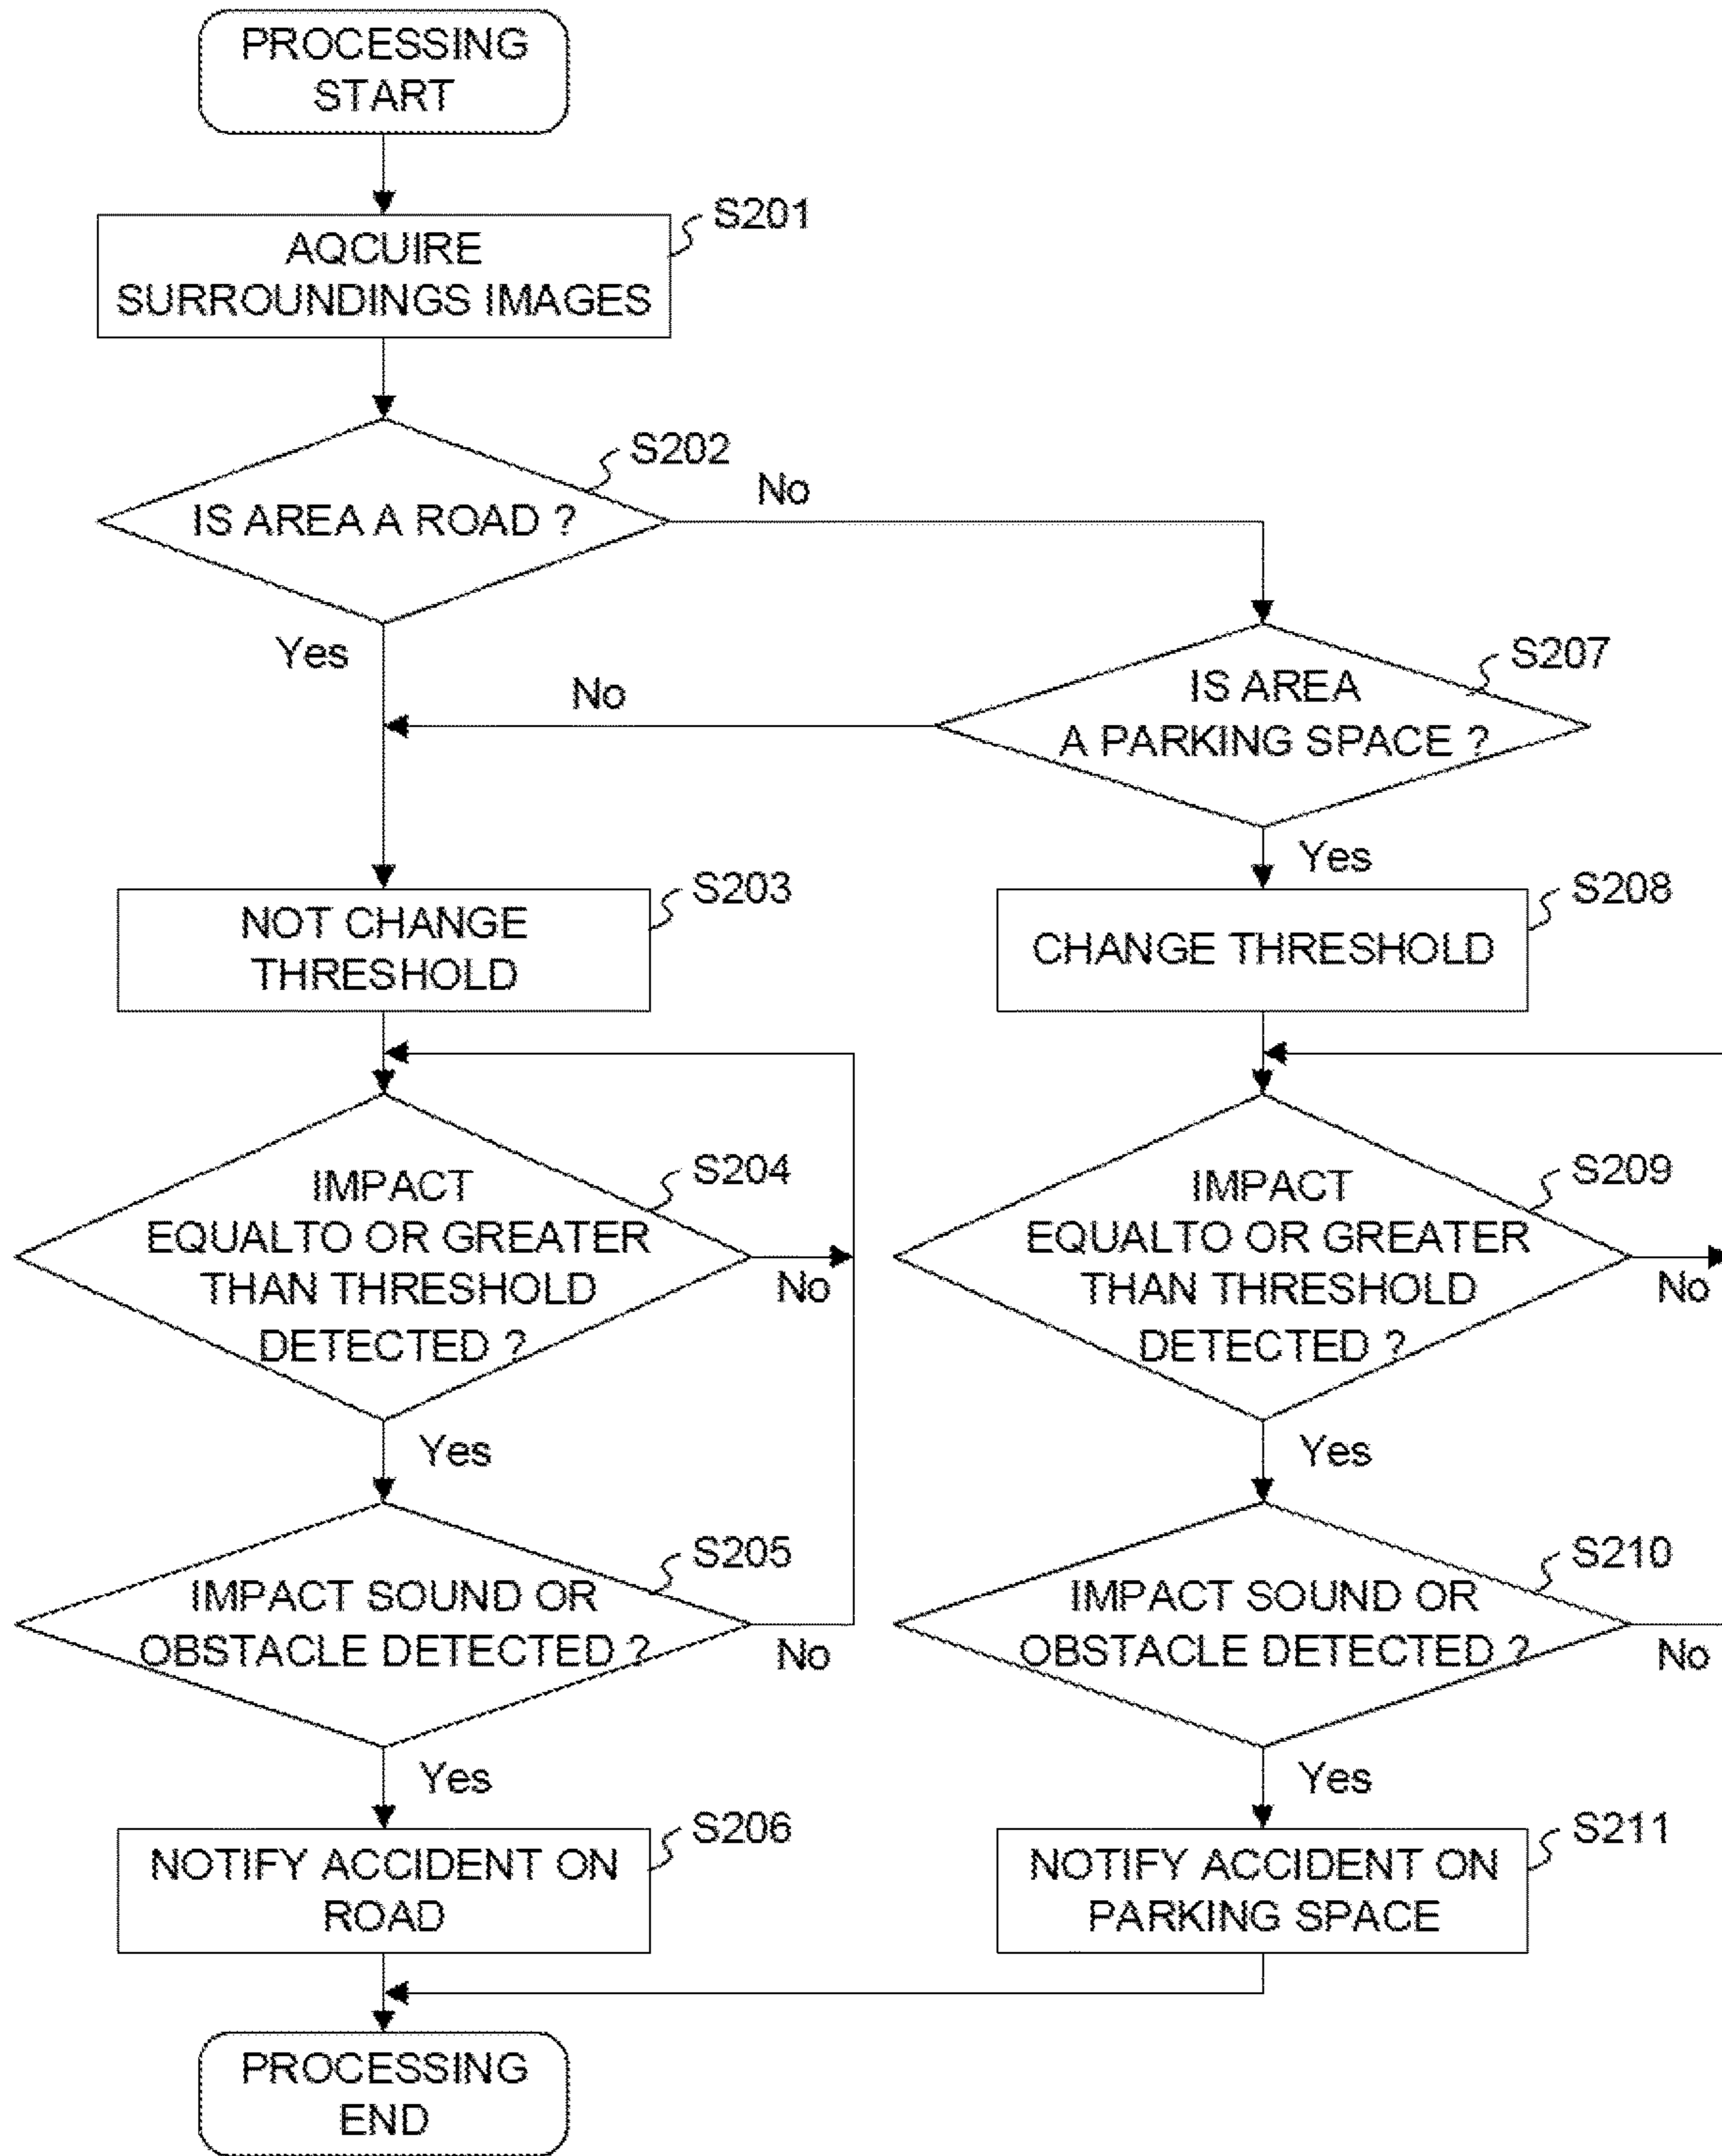 PROCESSING
START
S201
AQCUIRE
SURROUNDINGS IMAGES
S202
IS AREA A ROAD ?
No
Yes
S207
IS AREA
A PARKING SPACE ?
No
Yes
S203
NOT CHANGE
THRESHOLD
S208
CHANGE THRESHOLD
S204
IMPACT
EQUALTO OR GREATER
THAN THRESHOLD
DETECTED ?
No
Yes
S209
IMPACT
EQUALTO OR GREATER
THAN THRESHOLD
DETECTED ?
No
Yes
S205
IMPACT SOUND OR
OBSTACLE DETECTED ?
No
Yes
S210
IMPACT SOUND OR
OBSTACLE DETECTED ?
No
Yes
S206
NOTIFY ACCIDENT ON
ROAD
S211
NOTIFY ACCIDENT ON
PARKING SPACE
PROCESSING
END